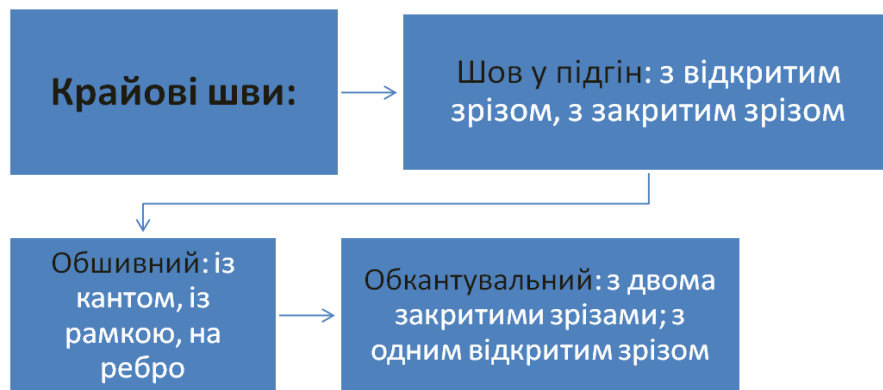 Крайові шви:
Шов у підгін: з відкритим
зрізом, з закритим зрізом
Обшивний: із
кантом, із
рамкою, на
ребро
Обкантувальний: з двома
закритими зрізами; з
одним відкритим зрізом